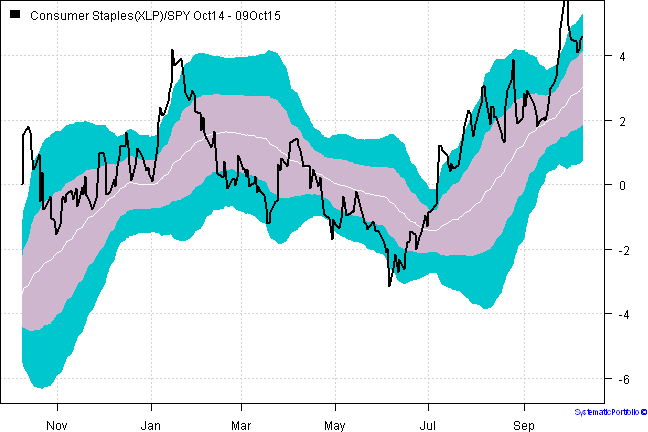 Consumer Staples(XLP)/SPY Oct14 - 09Oct15
4
2
0
-2
-4
-6
Nov Jan Mar May Jul Sep
SystematicPortfolio ©